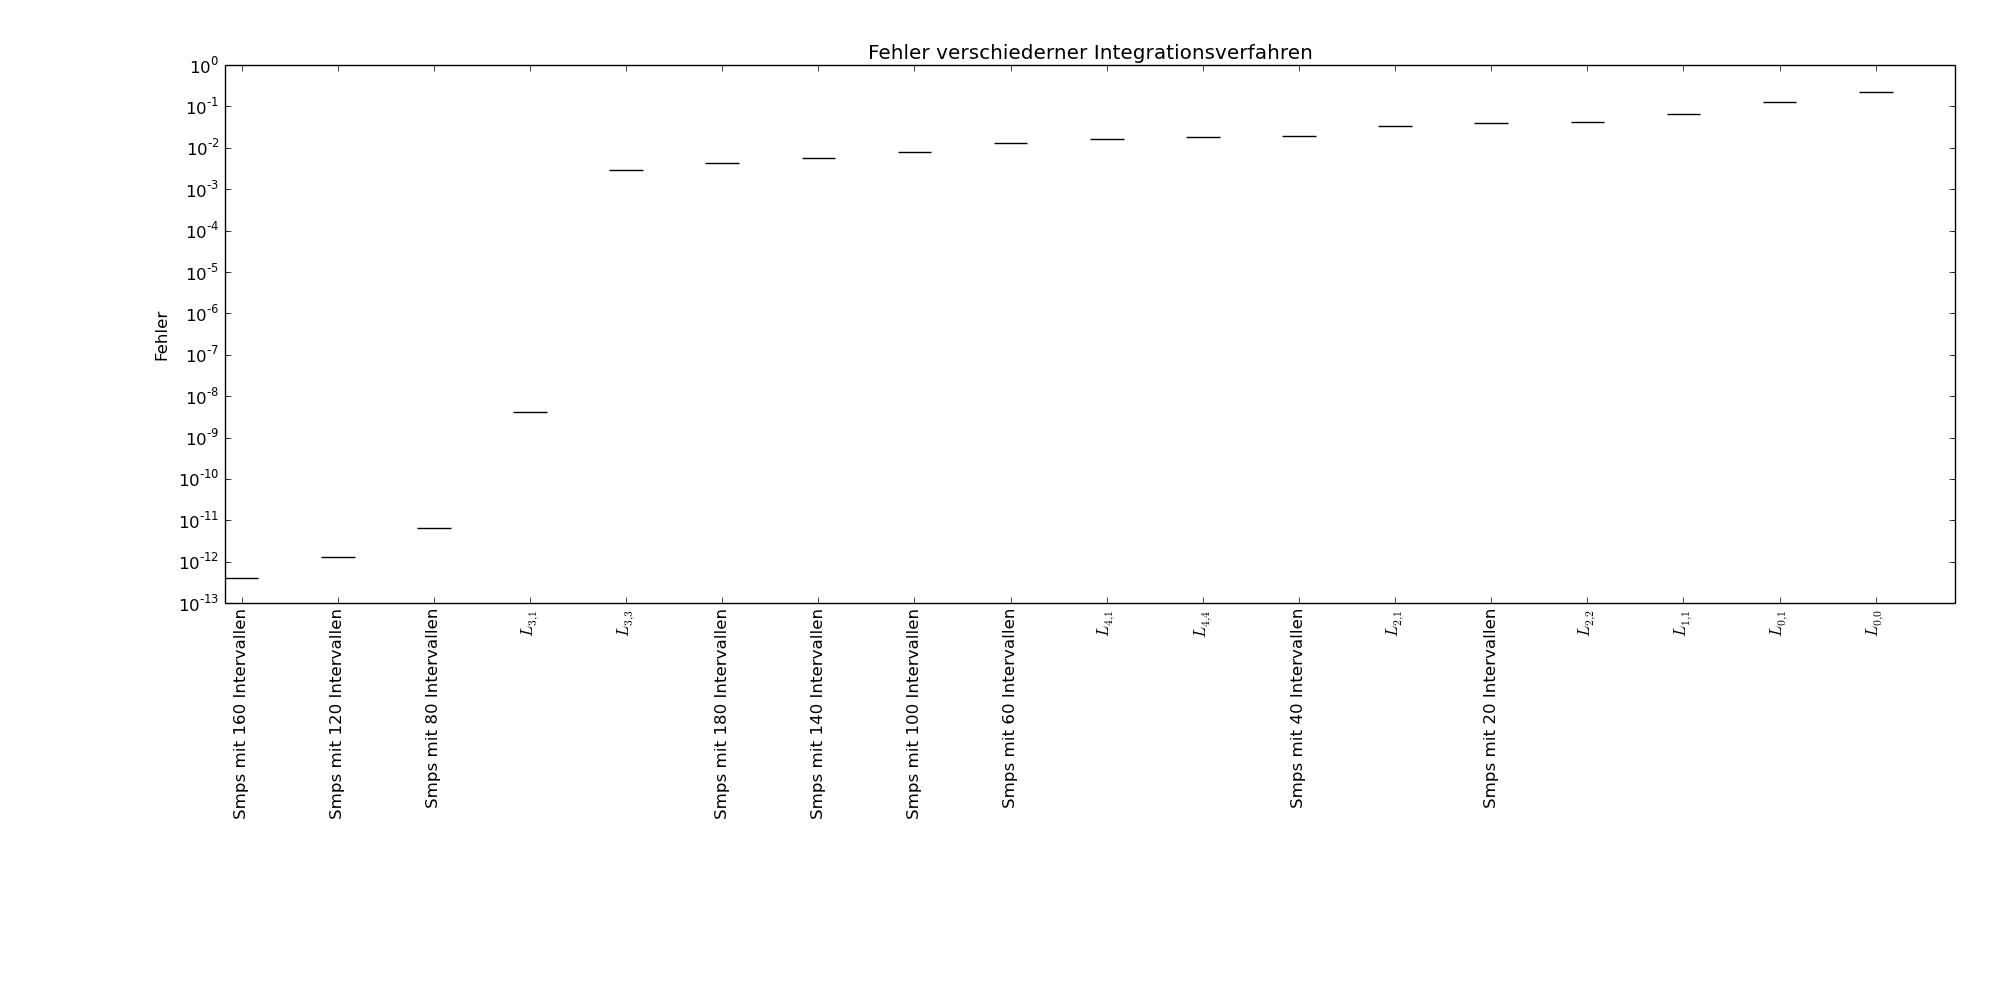 Fehler verschiederner Integrationsverfahren
Fehler
10^0
10^-1
10^-2
10^-3
10^-4
10^-5
10^-6
10^-7
10^-8
10^-9
10^-10
10^-11
10^-12
10^-13
Smps mit 160 Intervallen
Smps mit 120 Intervallen
Smps mit 80 Intervallen
L_{3,1}
L_{3,3}
Smps mit 180 Intervallen
Smps mit 140 Intervallen
Smps mit 100 Intervallen
Smps mit 60 Intervallen
L_{4,1}
L_{4,4}
Smps mit 40 Intervallen
L_{2,1}
Smps mit 20 Intervallen
L_{2,2}
L_{1,1}
L_{0,1}
L_{0,0}